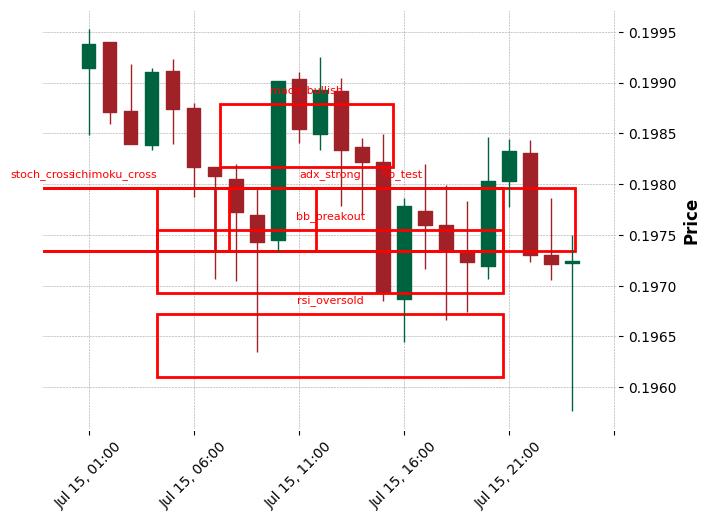 0.1995
0.1990
0.1985
0.1980
0.1975
0.1970
0.1965
0.1960
Price
stoch_cross
ichimoku_cross
adx_strong
bb_breakout
rsi_oversold
Jul 15, 01:00
Jul 15, 06:00
Jul 15, 11:00
Jul 15, 16:00
Jul 15, 21:00